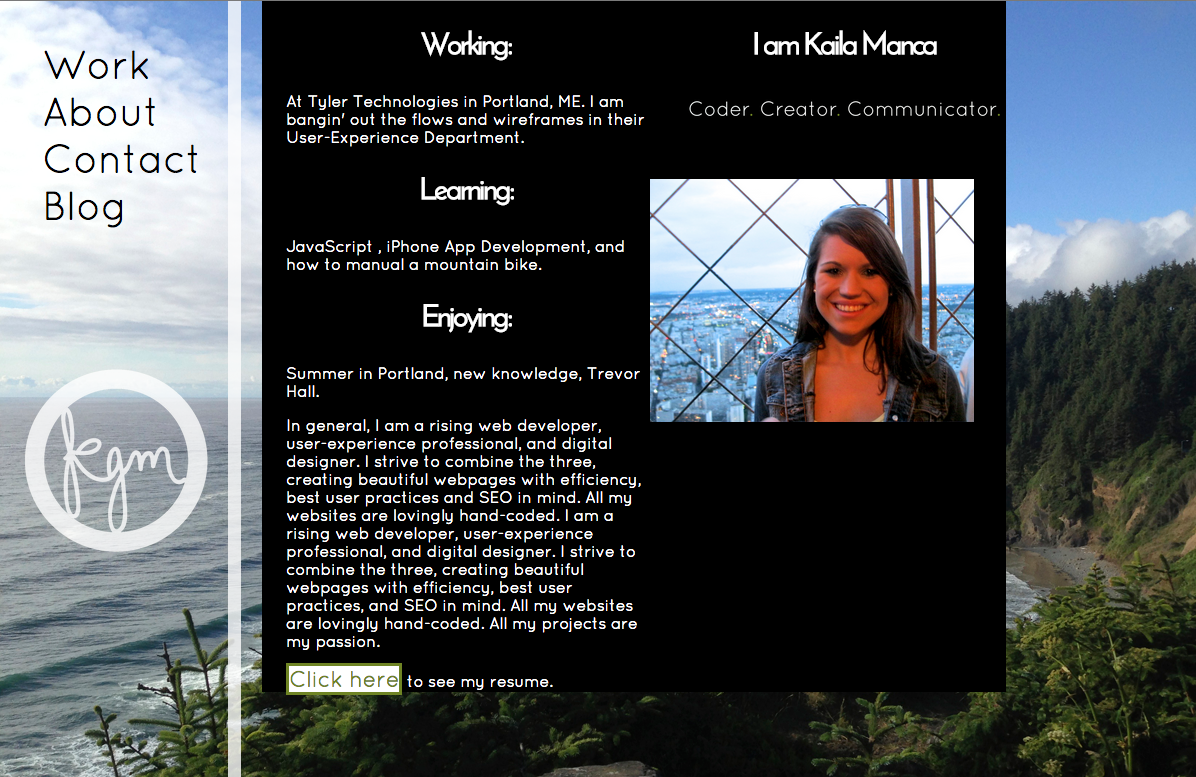 Work
About
Contact
Blog
kgm
Working:
At Tyler Technologies in Portland, ME. I am
bangin' out the flows and wireframes in their
User-Experience Department.
Learning:
JavaScript , iPhone App Development, and
how to manual a mountain bike.
Enjoying:
Summer in Portland, new knowledge, Trevor
Hall.
In general, I am a rising web developer,
user-experience professional, and digital
designer. I strive to combine the three,
creating beautiful webpages with efficiency,
best user practices and SEO in mind. All my
websites are lovingly hand-coded. I am a
rising web developer, user-experience
professional, and digital designer. I strive to
combine the three, creating beautiful
webpages with efficiency, best user
practices, and SEO in mind. All my websites
are lovingly hand-coded. All my projects are
my passion.
Click here to see my resume.
I am Kaila Manca
Coder. Creator. Communicator.